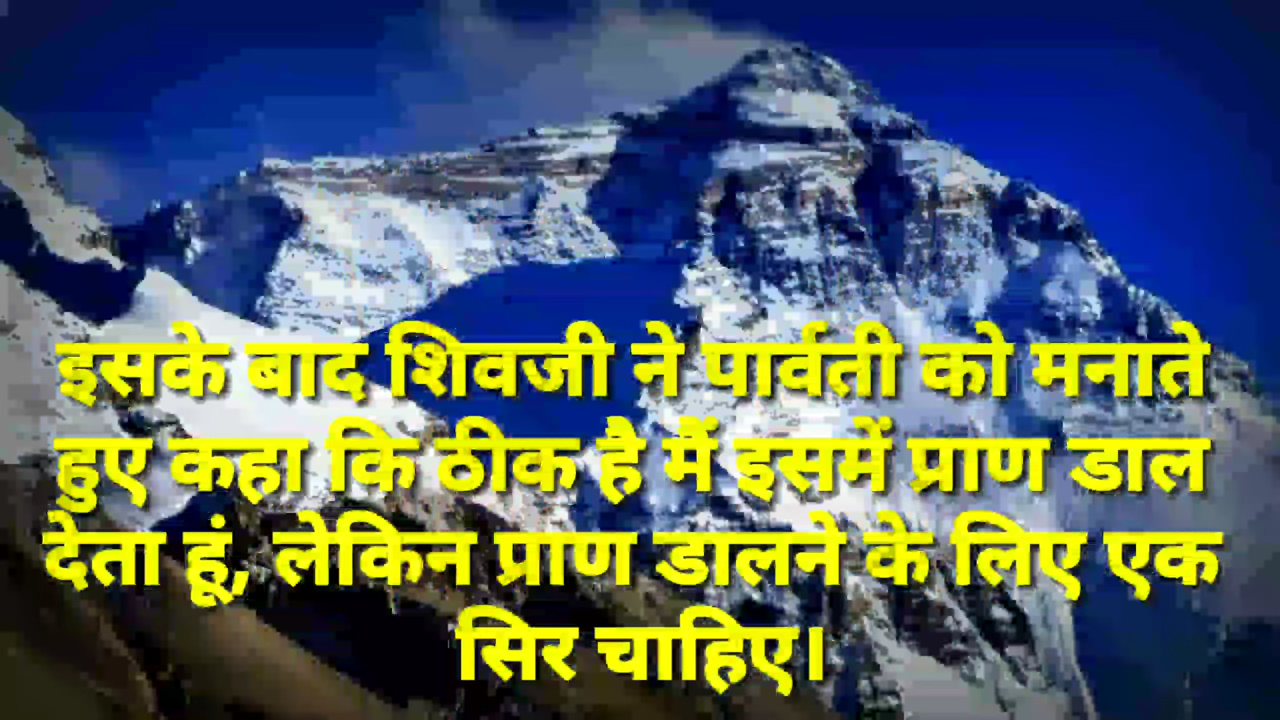 इसके बाद शिवजी ने पार्वती को मनाते
हुए कहा कि ठीक है मैं इसमें प्राण डाल
देता हूं, लेकिन प्राण डालने के लिए एक
सिर चाहिए।